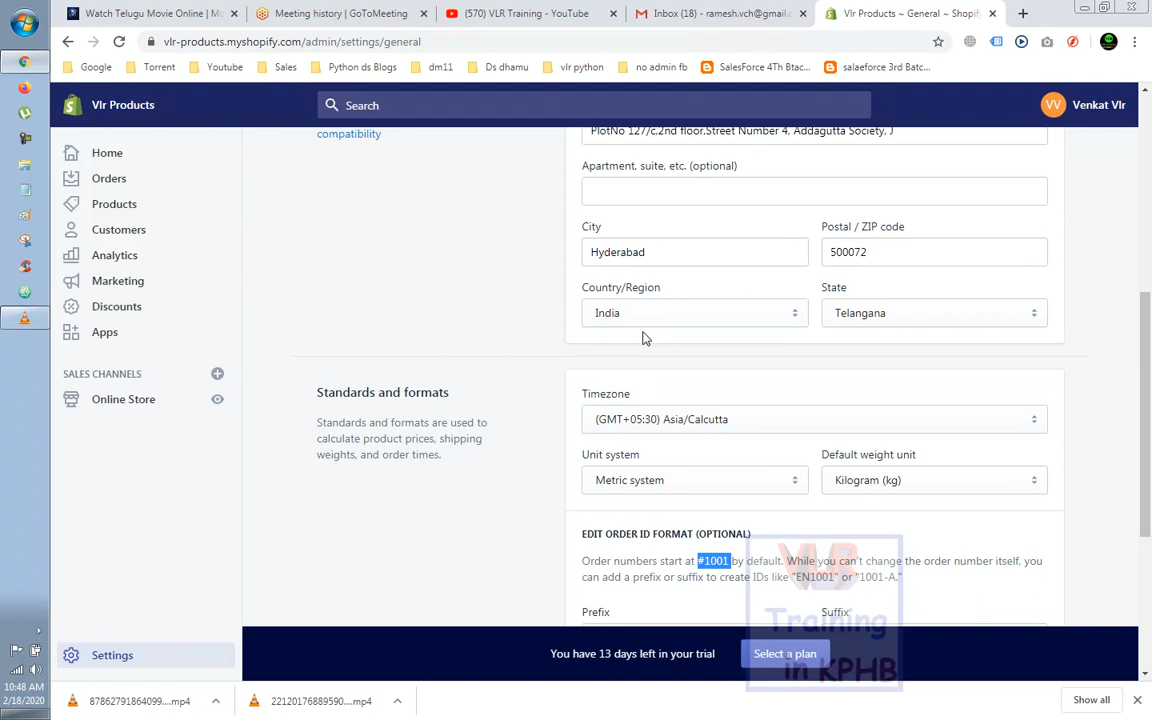 Watch Telugu Movie Online | Mo
Meeting history | GoToMeeting
(570) VLR Training - YouTube
Inbox (18) - ramesh.vch@gmail.c
Vlr Products ~ General ~ Shopif
vlr-products.myshopify.com/admin/settings/general
Google
Torrent
Youtube
Sales
Python ds Blogs
dm11
Ds dhamu
vlr python
no admin fb
SalesForce 4Th Btac...
salaeforce 3rd Batc...
Vlr Products
Search
VV
Venkat Vlr
Home
Orders
Products
Customers
Analytics
Marketing
Discounts
Apps
SALES CHANNELS
Online Store
Settings
compatibility
PlotNo 127/c,2nd floor,Street Number 4, Addagutta Society, J
Apartment, suite, etc. (optional)
City
Postal / ZIP code
Hyderabad
500072
Country/Region
State
India
Telangana
Standards and formats
Standards and formats are used to
calculate product prices, shipping
weights, and order times.
Timezone
(GMT+05:30) Asia/Calcutta
Unit system
Default weight unit
Metric system
Kilogram (kg)
EDIT ORDER ID FORMAT (OPTIONAL)
Order numbers start at #1001 by default. While you can't change the order number itself, you
can add a prefix or suffix to create IDs like "EN1001" or "1001-A."
Prefix
Suffix
VLR
Training
in KPHB
You have 13 days left in your trial
Select a plan
10:48 AM
2/18/2020
87862791864099....mp4
22120176889590....mp4
Show all